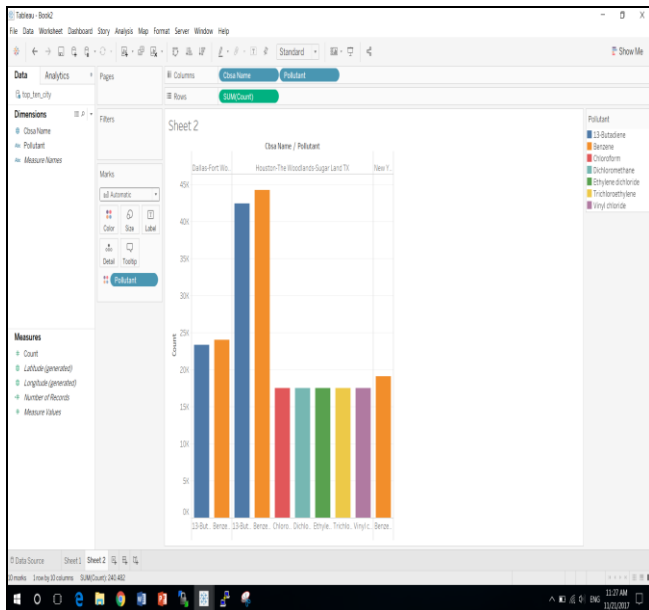 Tableau - Book2
File Data Worksheet Dashboard Story Analysis Map Format Server Window Help
Standard
Show Me
Data Analytics
Pages
Columns Cbsa Name Pollutant
top_ten_city
Rows SUM(Count)
Dimensions
Cbsa Name
Abc Pollutant
Abc Measure Names
Filters
Marks
Automatic
Color Size Label
Detail Tooltip
Pollutant
Measures
# Count
Latitude (generated)
Longitude (generated)
Number of Records
# Measure Values
Sheet 2
Cbsa Name / Pollutant
Dallas-Fort Wo.. Houston-The Woodlands-Sugar Land TX New Y..
45K
40K
35K
30K
25K
20K
15K
10K
5K
0K
Count
13-But.. Benze.. 13-But.. Benze.. Chloro.. Dichlo.. Ethyle.. Trichlo.. Vinyl c.. Benze..
Pollutant
13-Butadiene
Benzene
Chloroform
Dichloromethane
Ethylene dichloride
Trichloroethylene
Vinyl chloride
Data Source Sheet 1 Sheet 2
10 marks 1 row by 10 columns SUM(Count): 240,482
ENG
11:27 AM
11/21/2017